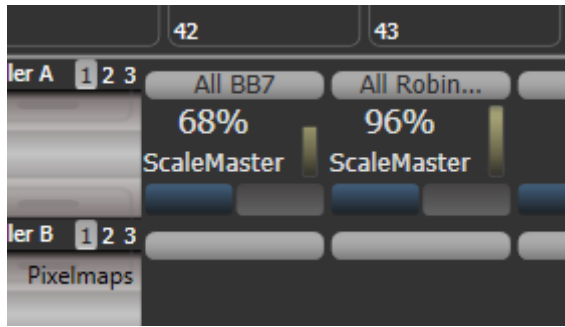 42 43
ler A 1 2 3
All BB7 All Robin...
68% 96%
ScaleMaster ScaleMaster
ler B 1 2 3
Pixelmaps